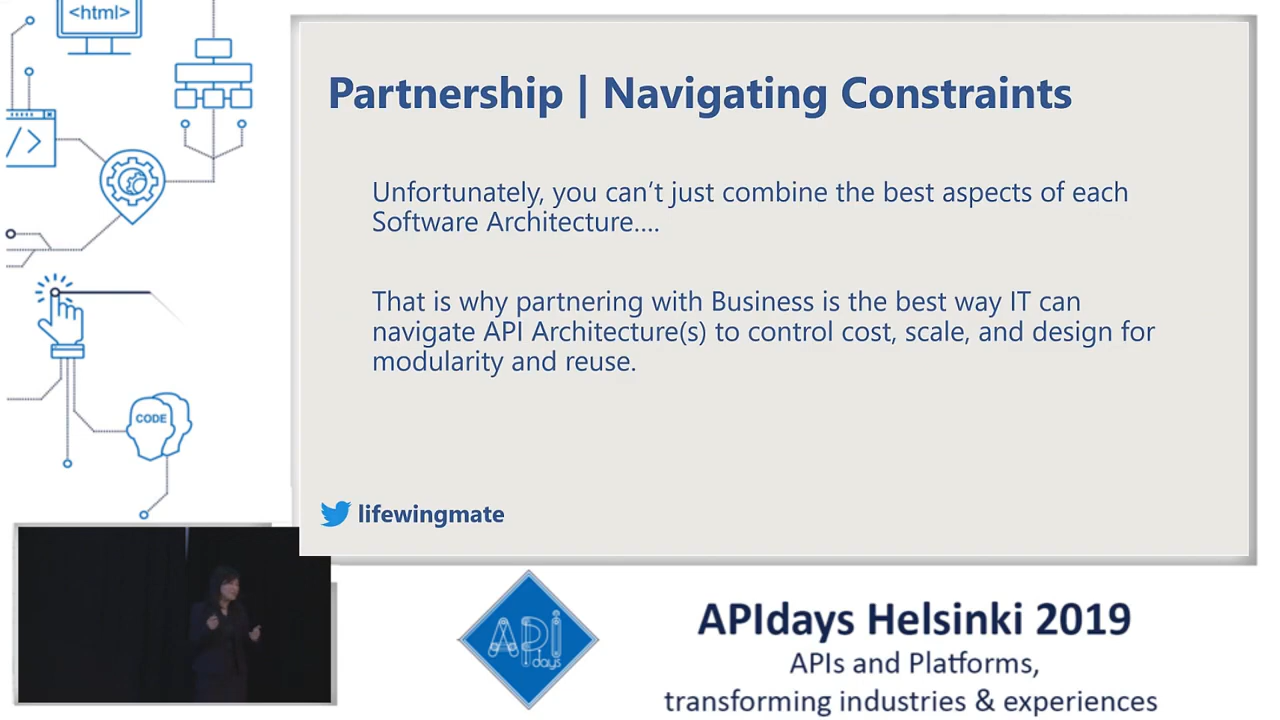 <html>
</>
CODE
Partnership | Navigating Constraints
Unfortunately, you can't just combine the best aspects of each
Software Architecture....
That is why partnering with Business is the best way IT can
navigate API Architecture(s) to control cost, scale, and design for
modularity and reuse.
lifewingmate
API
days
APIdays Helsinki 2019
APIs and Platforms,
transforming industries & experiences